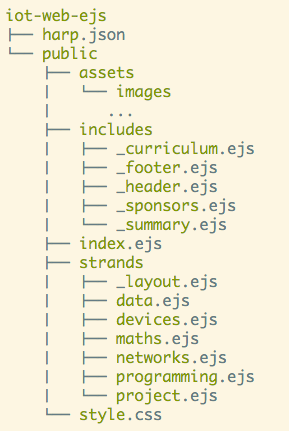 iot-web-ejs
├── harp.json
└── public
    ├── assets
    |   └── images
    |       ...
    ├── includes
    |   ├── _curriculum.ejs
    |   ├── _footer.ejs
    |   ├── _header.ejs
    |   ├── _sponsors.ejs
    |   └── _summary.ejs
    ├── index.ejs
    ├── strands
    |   ├── _layout.ejs
    |   ├── data.ejs
    |   ├── devices.ejs
    |   ├── maths.ejs
    |   ├── networks.ejs
    |   ├── programming.ejs
    |   └── project.ejs
    └── style.css